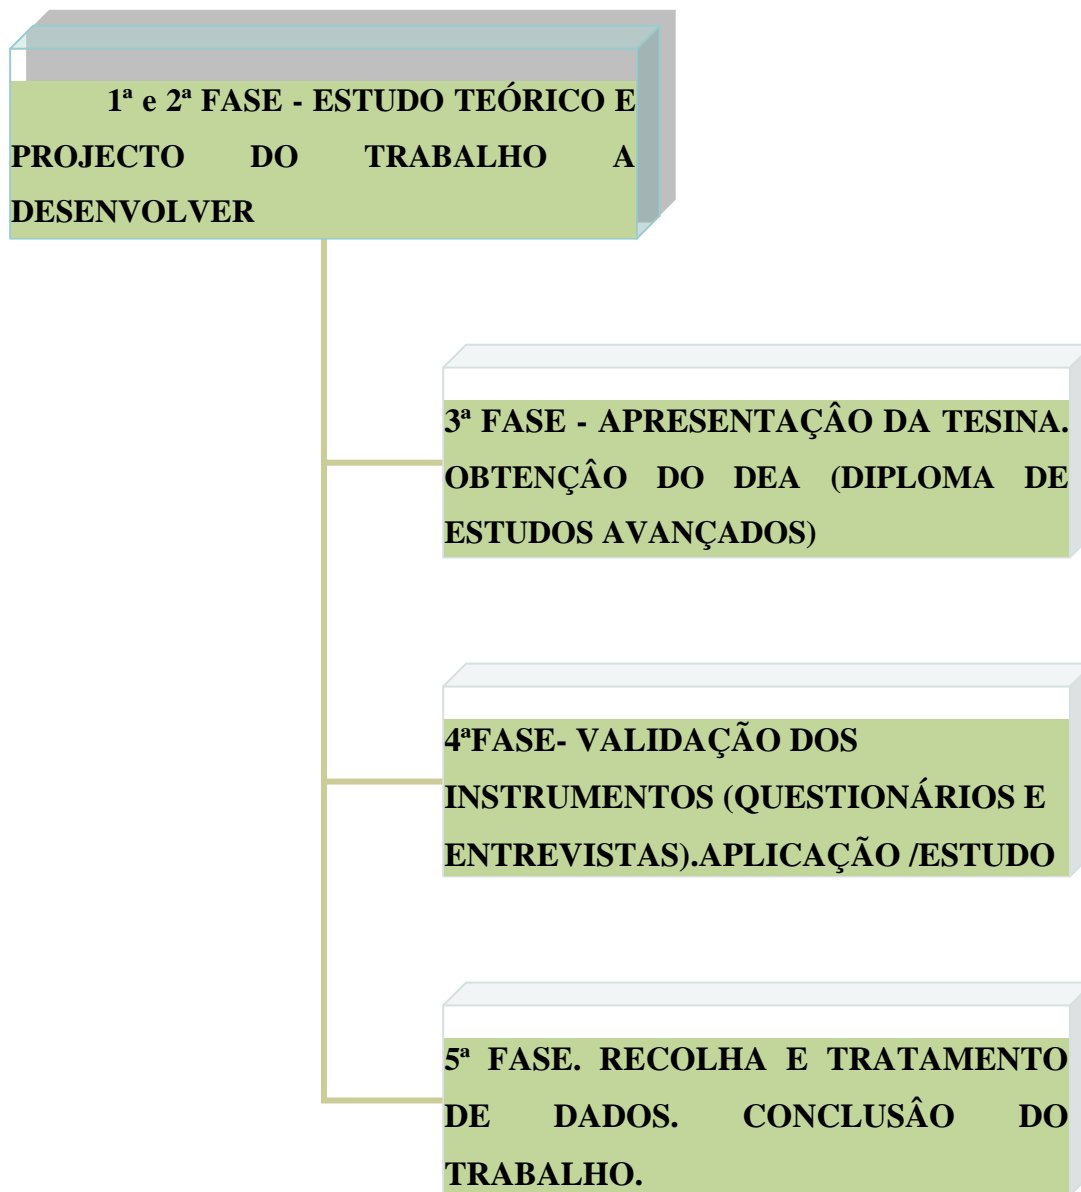 1ª e 2ª FASE - ESTUDO TEÓRICO E
PROJECTO DO TRABALHO A
DESENVOLVER
3ª FASE - APRESENTAÇÂO DA TESINA.
OBTENÇÂO DO DEA (DIPLOMA DE
ESTUDOS AVANÇADOS)
4ªFASE- VALIDAÇÃO DOS
INSTRUMENTOS (QUESTIONÁRIOS E
ENTREVISTAS).APLICAÇÃO /ESTUDO
5ª FASE. RECOLHA E TRATAMENTO
DE DADOS. CONCLUSÂO DO
TRABALHO.